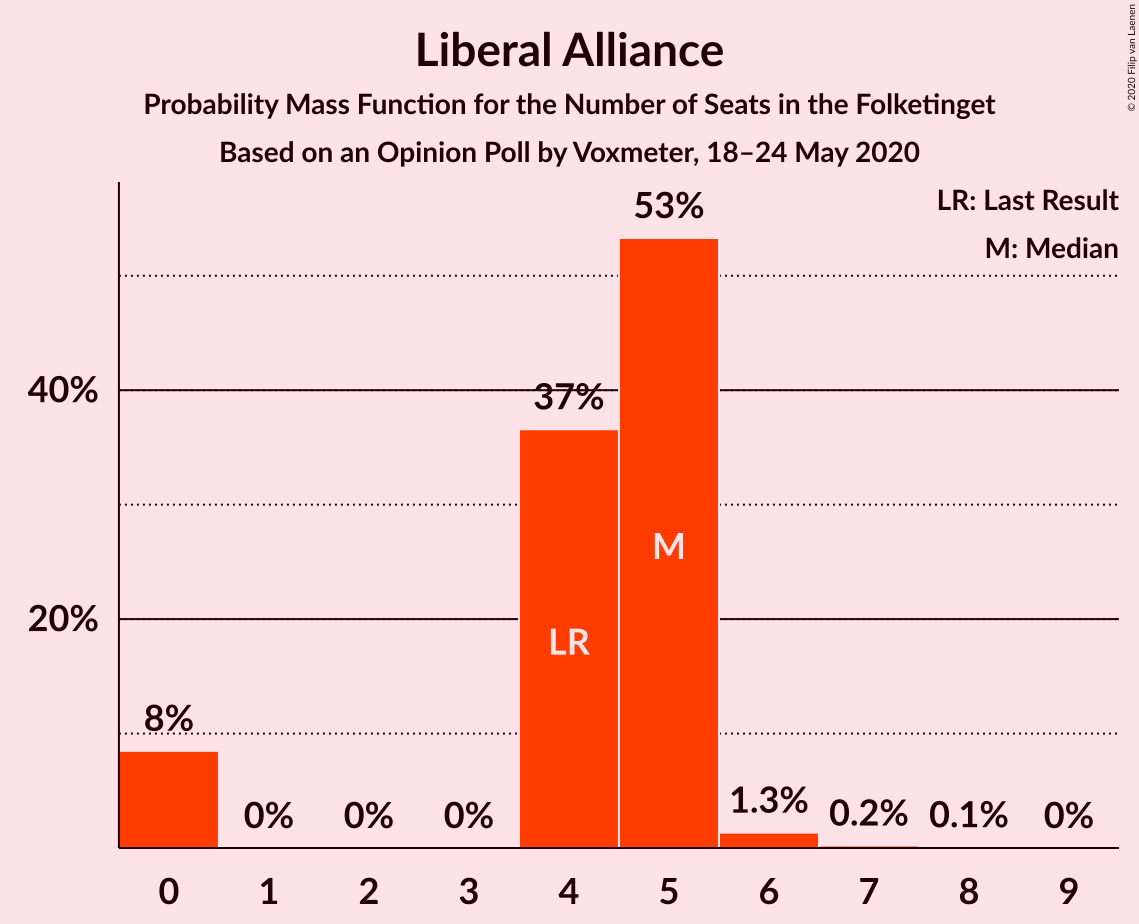 Liberal Alliance
Probability Mass Function for the Number of Seats in the Folketinget
Based on an Opinion Poll by Voxmeter, 18–24 May 2020
© 2020 Filip van Laenen
LR: Last Result
M: Median
53%
40%
37%
M
20%
LR
8%
0%
0%
0%
1.3%
0.2%
0.1%
0%
0 1 2 3 4 5 6 7 8 9